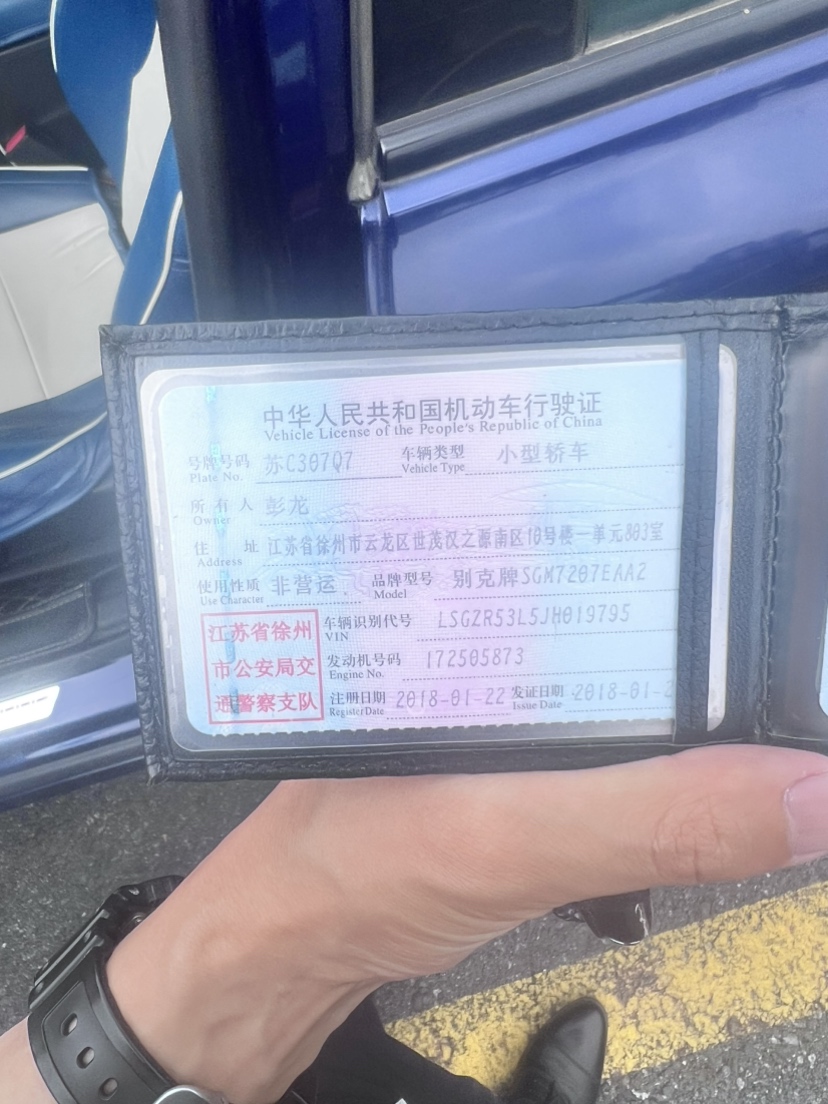 中华人民共和国机动车行驶证
Vehicle License of the People's Republic of China
号牌号码 苏C307Q7 车辆类型 小型轿车
Plate No. Vehicle Type
所有人 彭龙
Owner
住址 江苏省徐州市云龙区世茂汉之源南区10号楼一单元803室
Address
使用性质 非营运 品牌型号 别克牌SGM7207EAA2
Use Character Model
江苏省徐州
市公安局交
通警察支队
车辆识别代号 LSGZR53L5JH019795
VIN
发动机号码 172505873
Engine No.
注册日期 2018-01-22 发证日期 2018-01-2
Register Date Issue Date